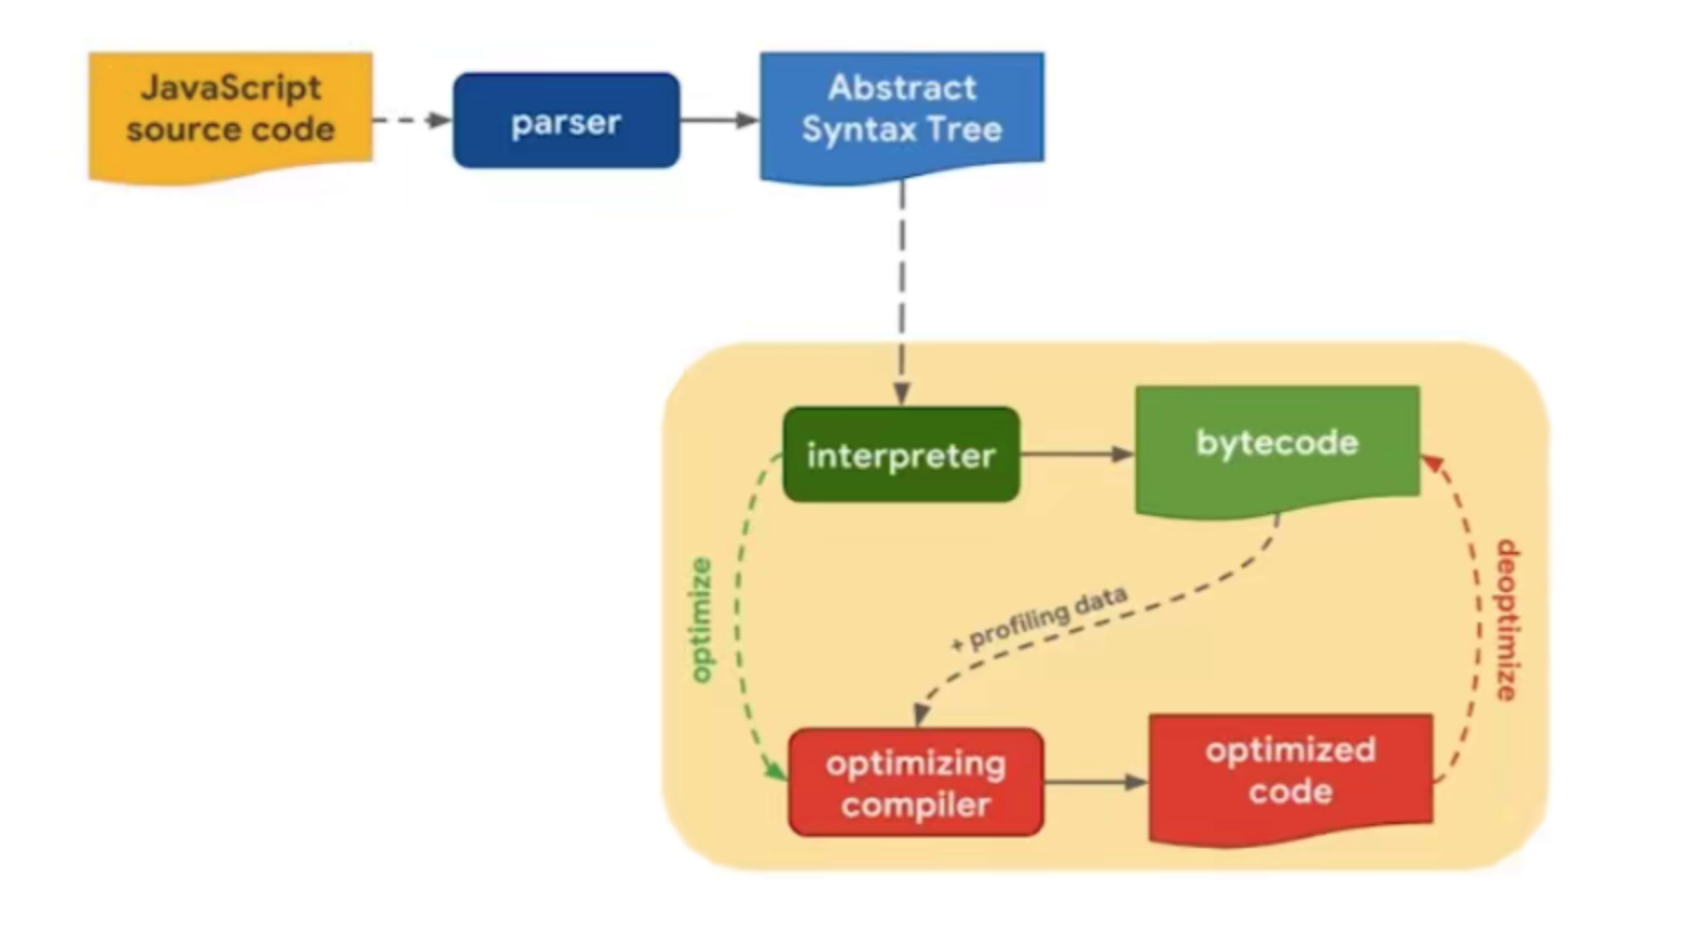 JavaScript
source code
parser
Abstract
Syntax Tree
interpreter
bytecode
optimize
+ profiling data
deoptimize
optimizing
compiler
optimized
code